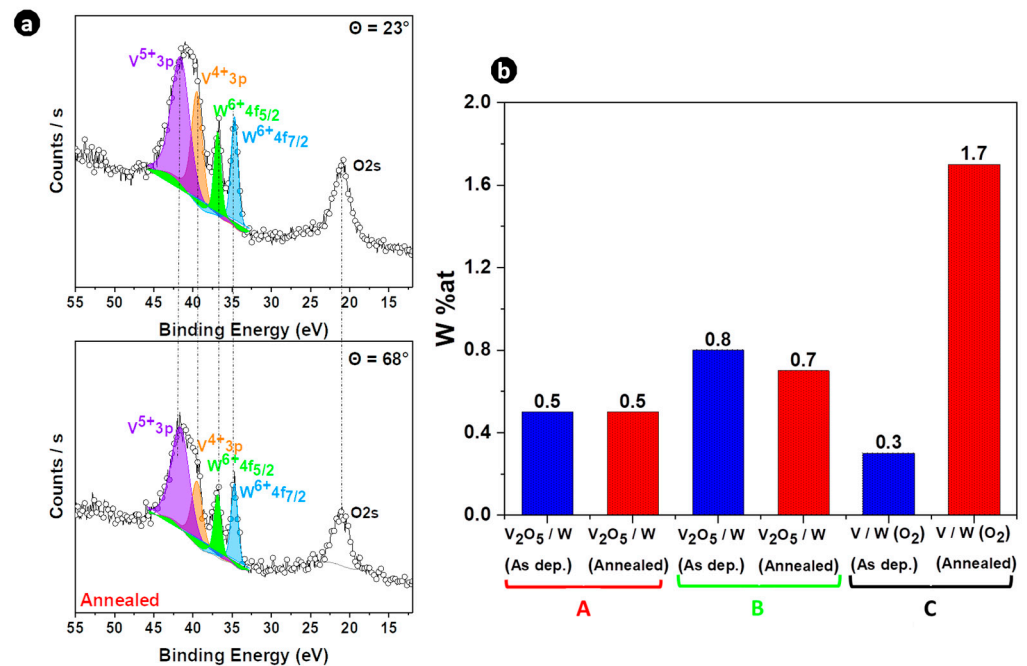 a
Θ = 23°
V⁵⁺3p
V⁴⁺3p
W⁶⁺4f₅/₂
W⁶⁺4f₇/₂
O2s
Counts / s
55 50 45 40 35 30 25 20 15
Binding Energy (eV)
Θ = 68°
V⁵⁺3p
V⁴⁺3p
W⁶⁺4f₅/₂
W⁶⁺4f₇/₂
O2s
Counts / s
Annealed
55 50 45 40 35 30 25 20 15
Binding Energy (eV)
b
W %at
2.0
1.6
1.2
0.8
0.4
0.0
0.5
0.5
0.8
0.7
0.3
1.7
V₂O₅ / W V₂O₅ / W V₂O₅ / W V₂O₅ / W V / W (O₂) V / W (O₂)
(As dep.) (Annealed) (As dep.) (Annealed) (As dep.) (Annealed)
A B C